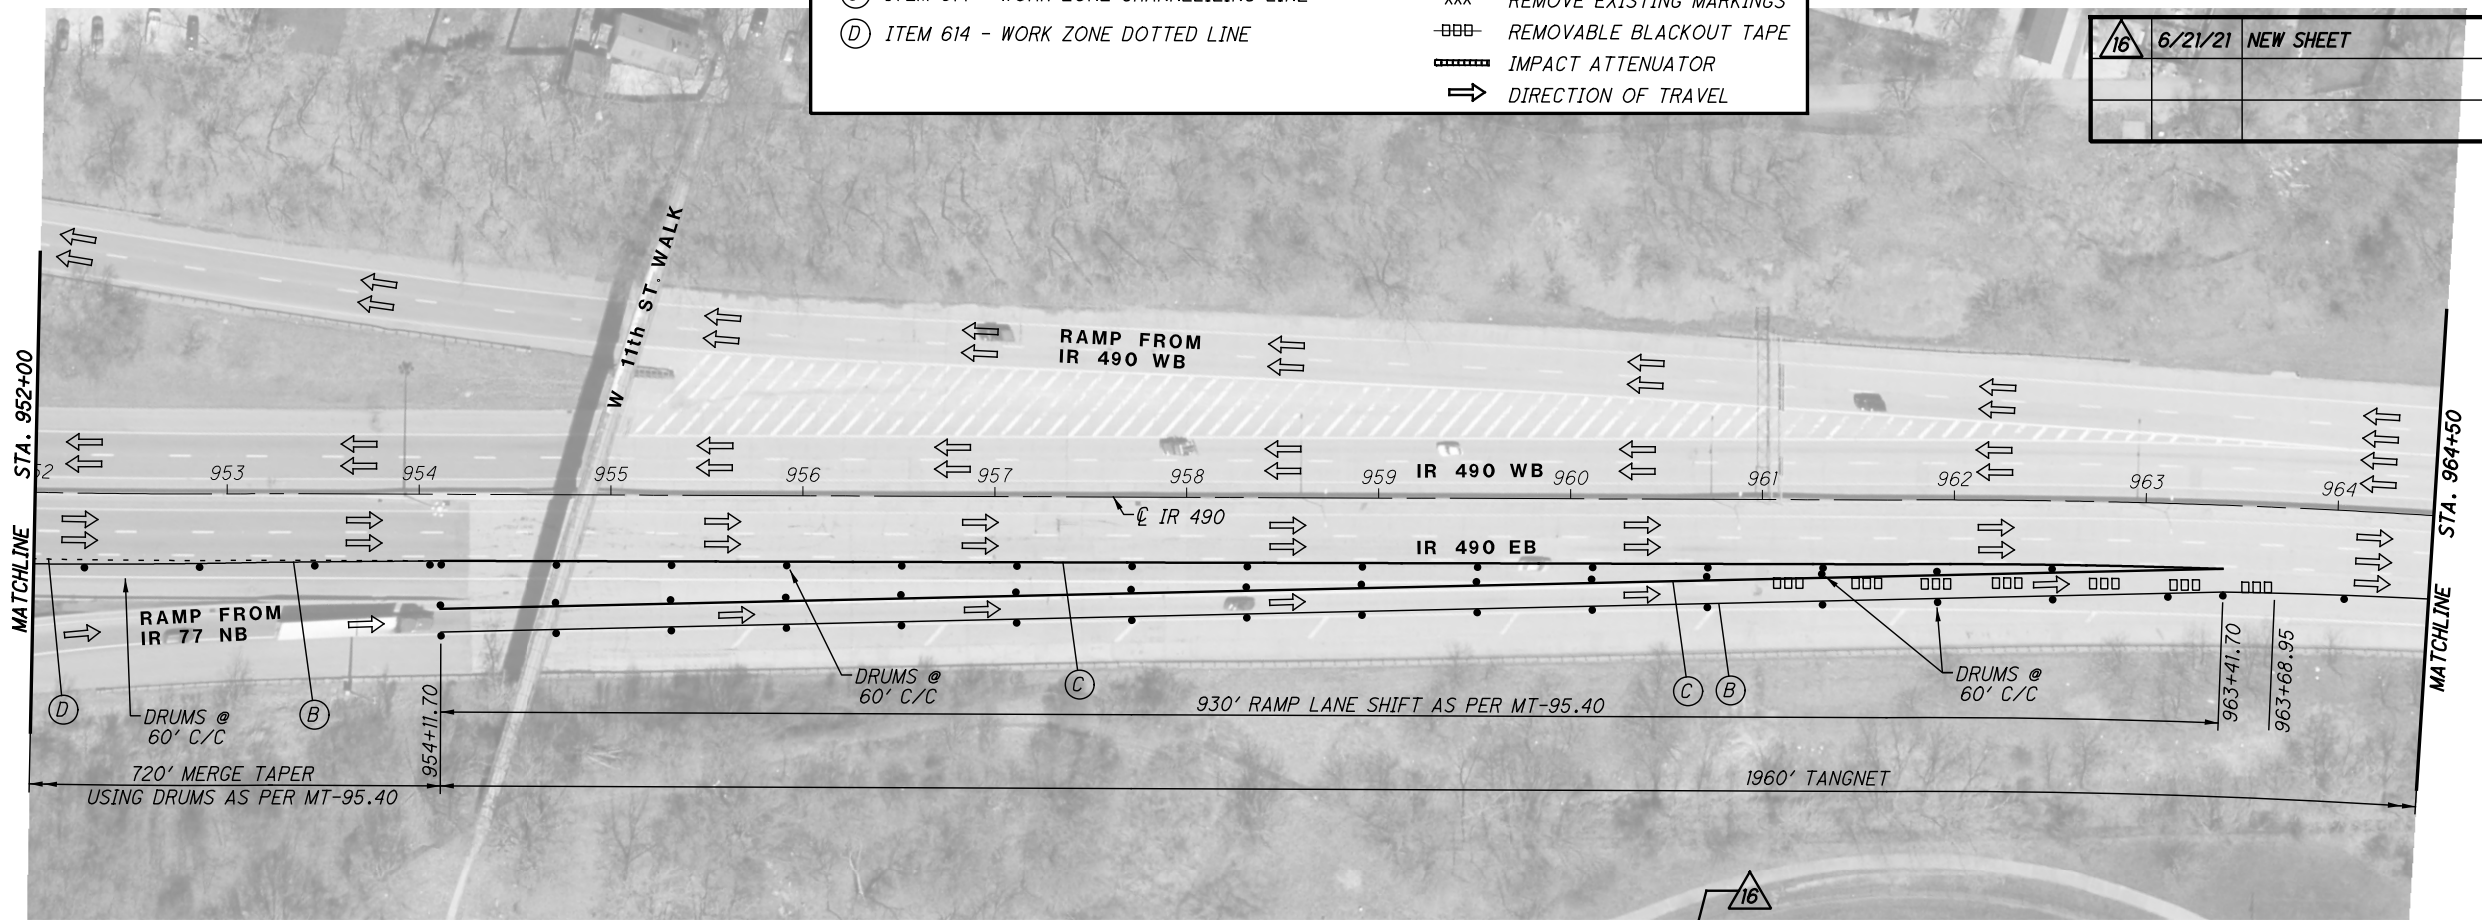 REMOVE EXISTING MARKINGS
D ITEM 614 - WORK ZONE DOTTED LINE
REMOVABLE BLACKOUT TAPE
IMPACT ATTENUATOR
DIRECTION OF TRAVEL
16 6/21/21 NEW SHEET
W 11th ST. WALK
RAMP FROM
IR 490 WB
MATCHLINE STA. 952+00
52 953 954 955 956 957 958 959 960 961 962 963 964
IR 490 WB
℄ IR 490
IR 490 EB
MATCHLINE STA. 964+50
RAMP FROM
IR 77 NB
D
DRUMS @
60' C/C
B
954+11.70
DRUMS @
60' C/C
C
C
B
DRUMS @
60' C/C
963+41.70
963+68.95
930' RAMP LANE SHIFT AS PER MT-95.40
720' MERGE TAPER
USING DRUMS AS PER MT-95.40
1960' TANGNET
16